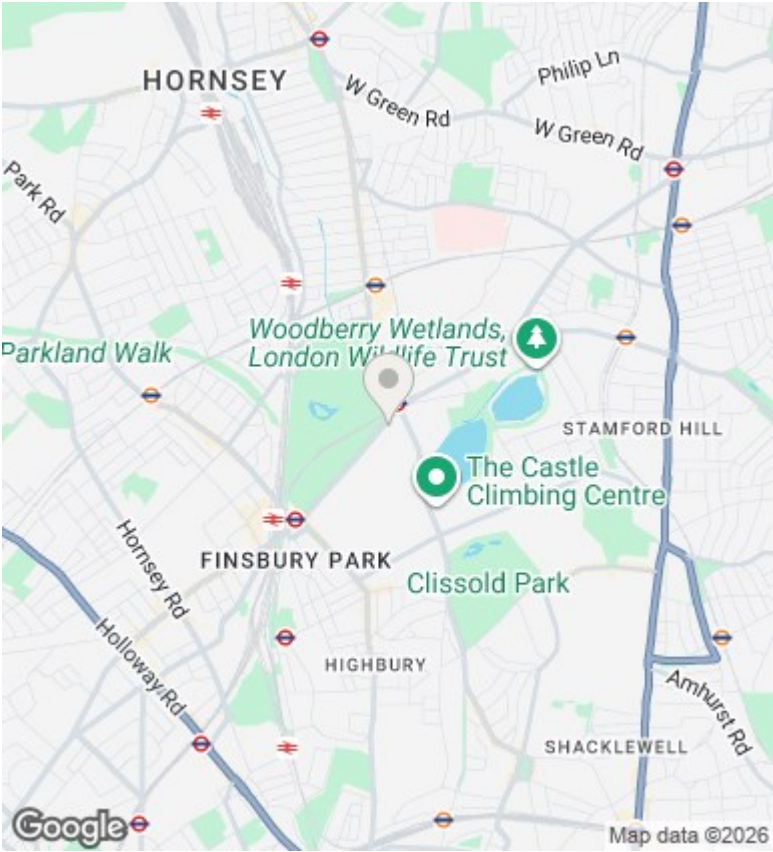 HORNSEY
Philip Ln
W Green Rd
W Green Rd
Park Rd
Woodberry Wetlands,
London Wildlife Trust
Parkland Walk
STAMFORD HILL
The Castle
Climbing Centre
Hornsey Rd
FINSBURY PARK
Clissold Park
Holloway Rd
HIGHBURY
Amhurst Rd
SHACKLEWELL
Google
Map data ©2026